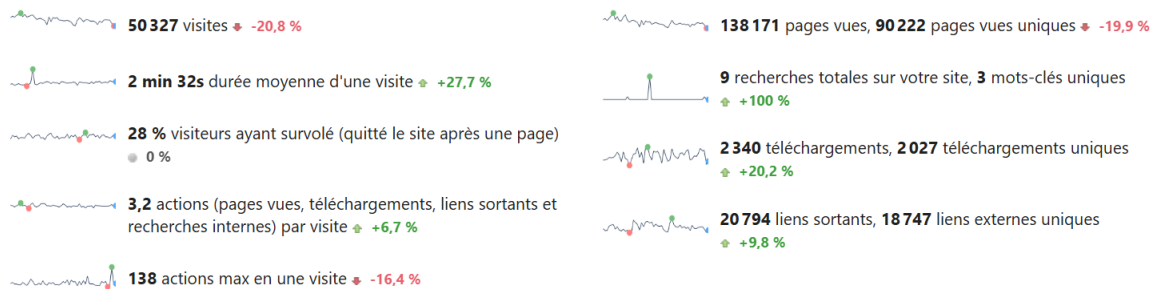 50 327 visites -20,8 %
2 min 32s durée moyenne d'une visite +27,7 %
28 % visiteurs ayant survolé (quitté le site après une page)
0 %
3,2 actions (pages vues, téléchargements, liens sortants et
recherches internes) par visite +6,7 %
138 actions max en une visite -16,4 %
138 171 pages vues, 90 222 pages vues uniques -19,9 %
9 recherches totales sur votre site, 3 mots-clés uniques
+100 %
2 340 téléchargements, 2 027 téléchargements uniques
+20,2 %
20 794 liens sortants, 18 747 liens externes uniques
+9,8 %